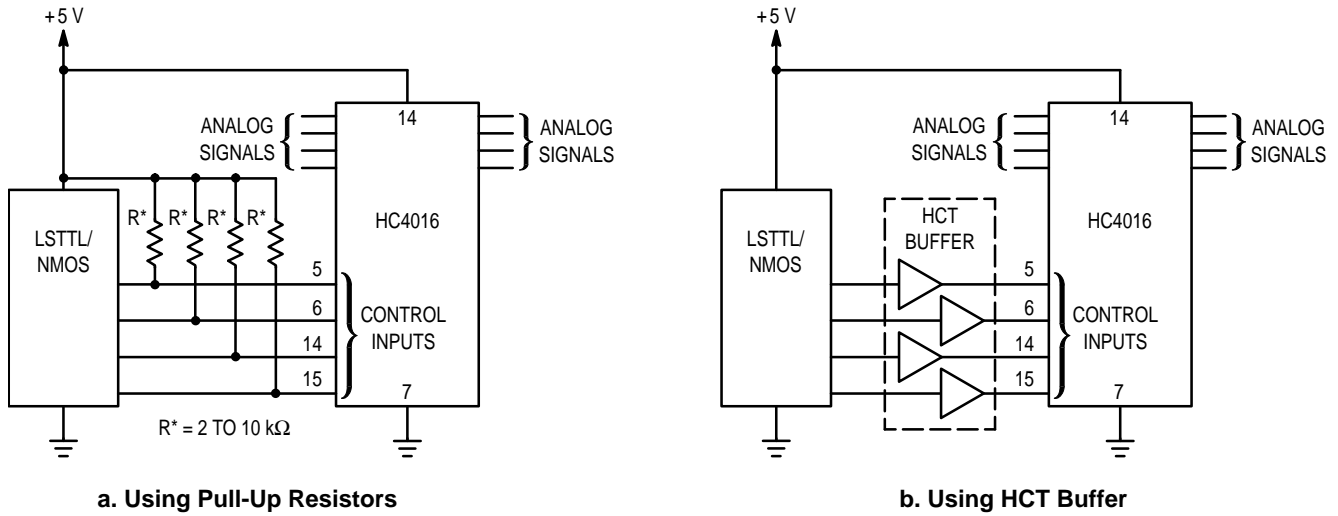 +5 V
14
ANALOG
SIGNALS
ANALOG
SIGNALS
R*
R*
R*
R*
HC4016
LSTTL/
NMOS
5
6
14
15
CONTROL
INPUTS
7
R* = 2 TO 10 kΩ
a. Using Pull-Up Resistors
+5 V
14
ANALOG
SIGNALS
ANALOG
SIGNALS
HCT
BUFFER
HC4016
LSTTL/
NMOS
5
6
14
15
CONTROL
INPUTS
7
b. Using HCT Buffer